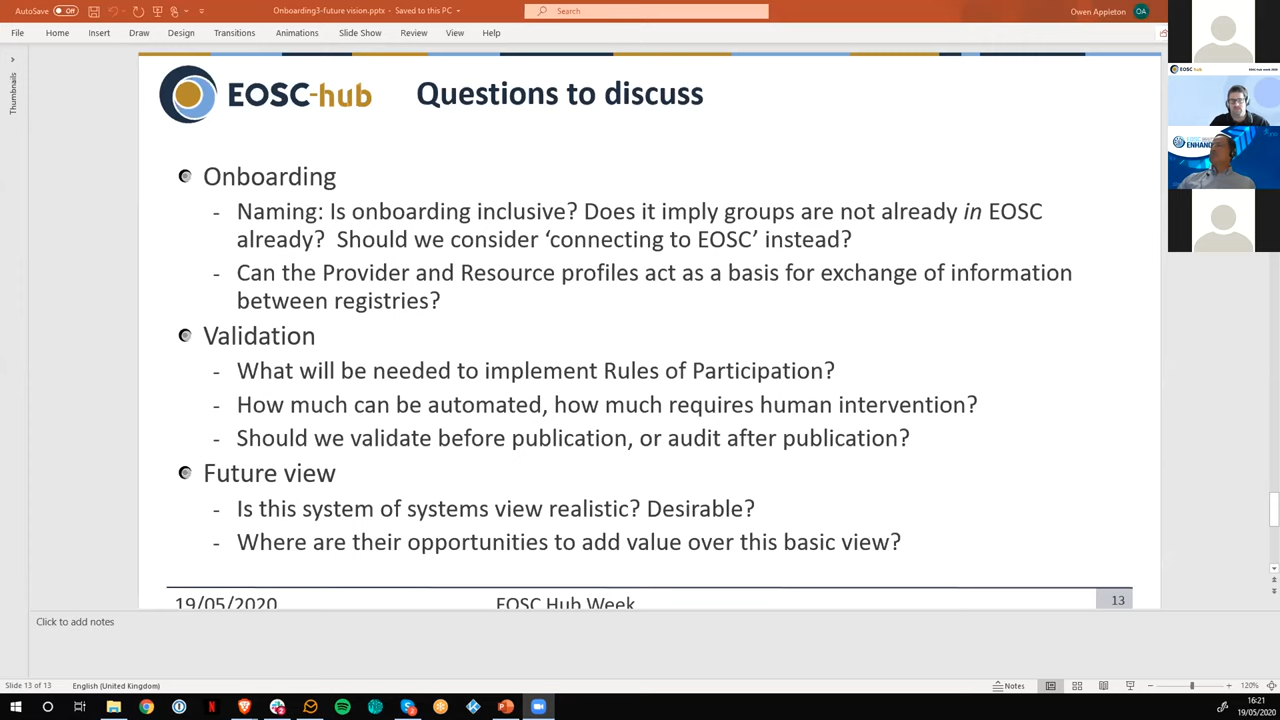 AutoSave Off
Onboarding3-future vision.pptx - Saved to this PC
Search
Owen Appleton OA
File Home Insert Draw Design Transitions Animations Slide Show Review View Help
Thumbnails
EOSC-hub
Questions to discuss
Onboarding
- Naming: Is onboarding inclusive? Does it imply groups are not already in EOSC
already? Should we consider ‘connecting to EOSC’ instead?
- Can the Provider and Resource profiles act as a basis for exchange of information
between registries?
Validation
- What will be needed to implement Rules of Participation?
- How much can be automated, how much requires human intervention?
- Should we validate before publication, or audit after publication?
Future view
- Is this system of systems view realistic? Desirable?
- Where are their opportunities to add value over this basic view?
19/05/2020 EOSC Hub Week 13
Click to add notes
Slide 13 of 13 English (United Kingdom) Notes 120%
16:21
19/05/2020